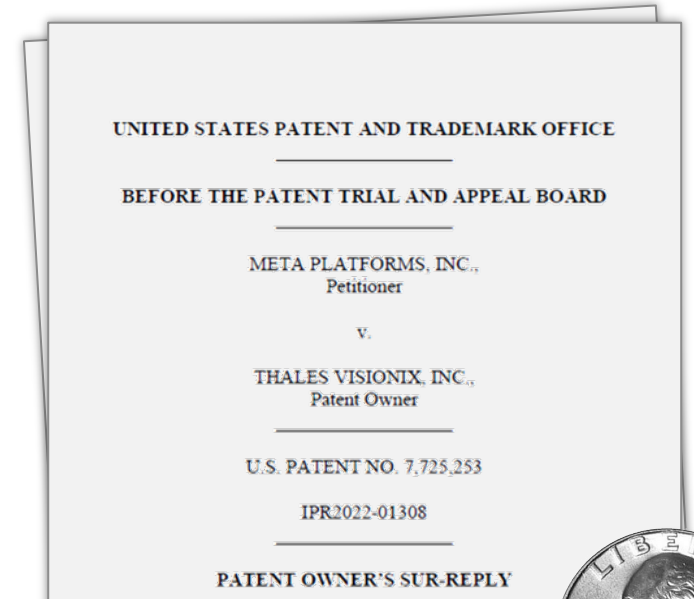 UNITED STATES PATENT AND TRADEMARK OFFICE
BEFORE THE PATENT TRIAL AND APPEAL BOARD
META PLATFORMS, INC.,
Petitioner
v.
THALES VISIONIX, INC.,
Patent Owner
U.S. PATENT NO. 7,725,253
IPR2022-01308
PATENT OWNER'S SUR-REPLY
LIBE